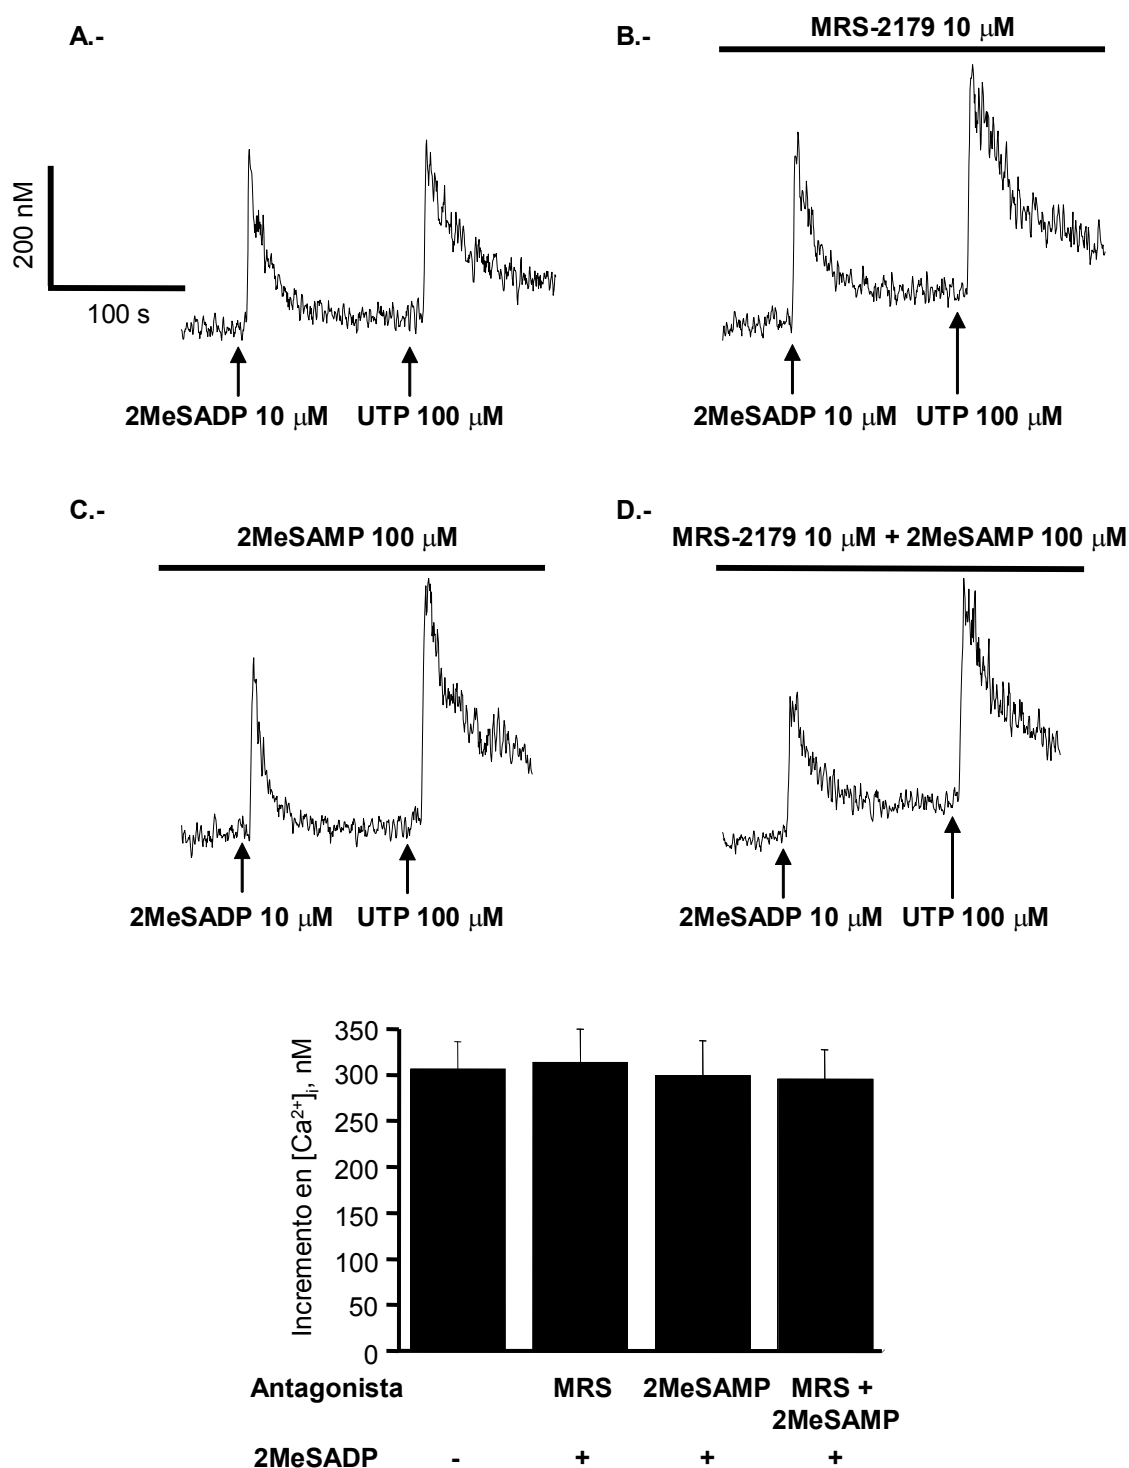 A.-
200 nM
100 s
2MeSADP 10 μM UTP 100 μM
B.-
MRS-2179 10 μM
2MeSADP 10 μM UTP 100 μM
C.-
2MeSAMP 100 μM
2MeSADP 10 μM UTP 100 μM
D.-
MRS-2179 10 μM + 2MeSAMP 100 μM
2MeSADP 10 μM UTP 100 μM
Incremento en [Ca²⁺]ᵢ, nM
350
300
250
200
150
100
50
0
Antagonista MRS 2MeSAMP MRS +
2MeSAMP
2MeSADP - + + +